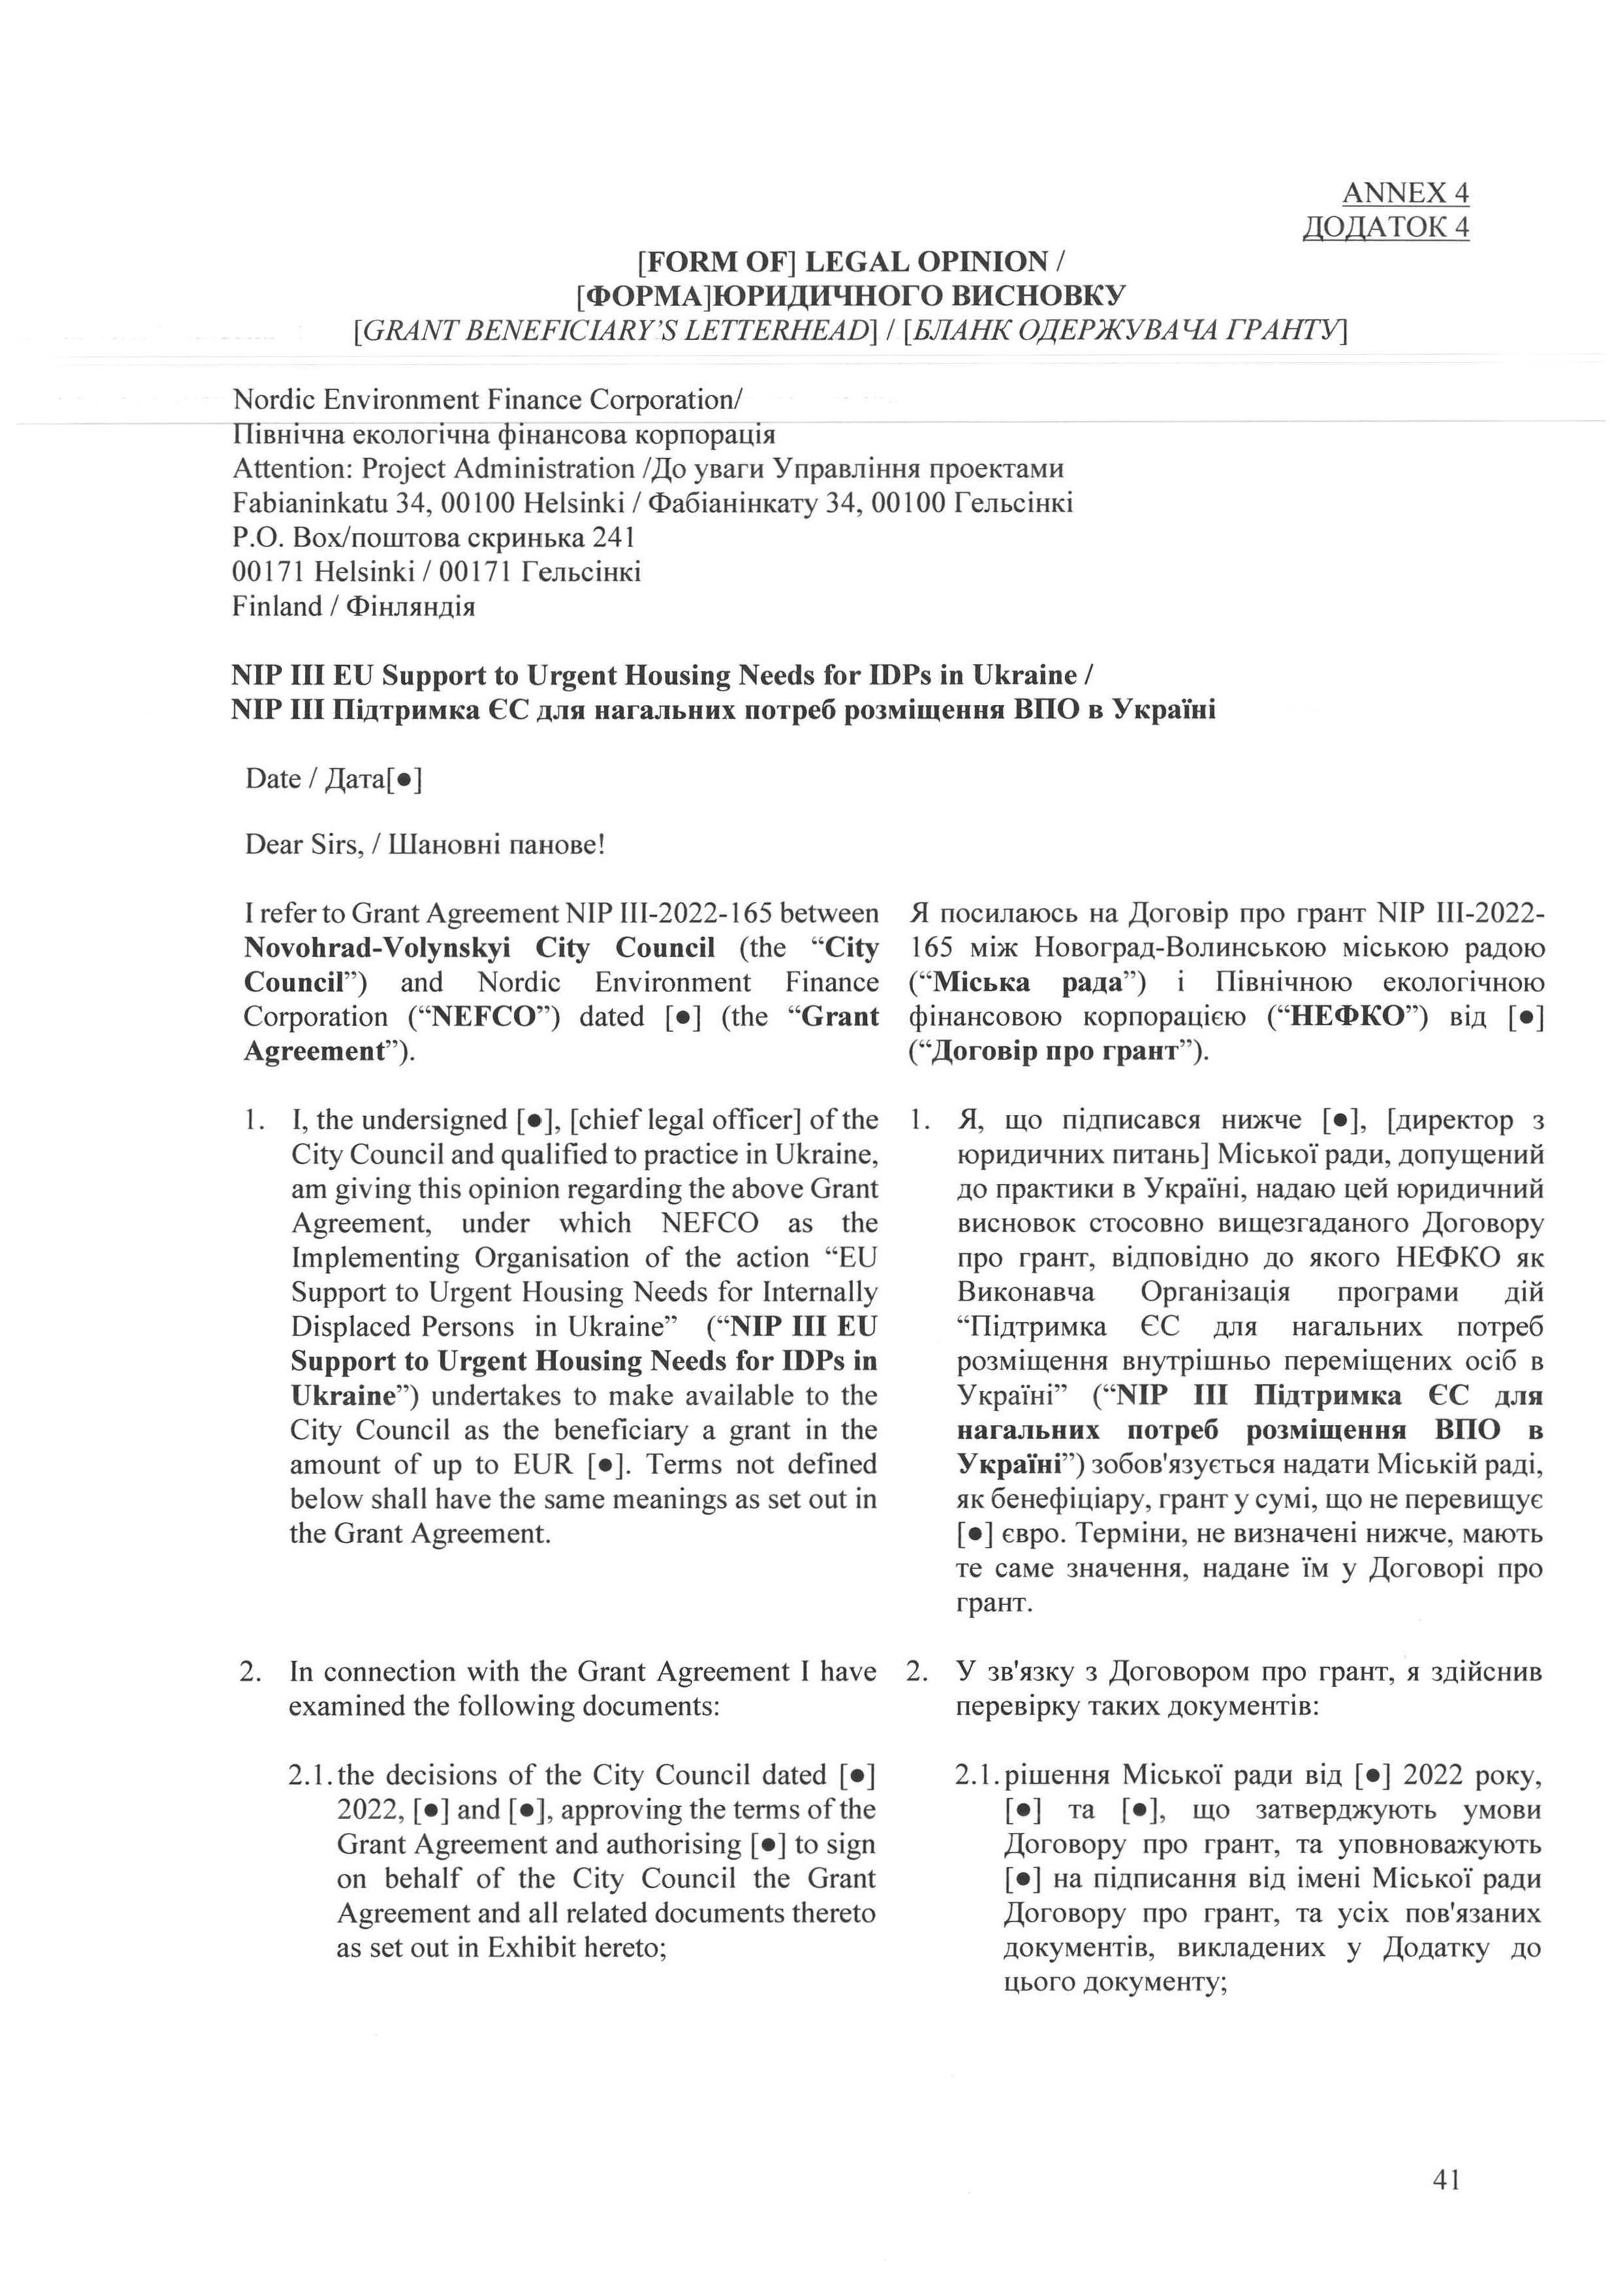 ANNEX 4
ДОДАТОК 4
[FORM OF] LEGAL OPINION /
[ФОРМА]ЮРИДИЧНОГО ВИСНОВКУ
[GRANT BENEFICIARY'S LETTERHEAD] / [БЛАНК ОДЕРЖУВАЧА ГРАНТУ]
Nordic Environment Finance Corporation/
Північна екологічна фінансова корпорація
Attention: Project Administration /До уваги Управління проектами
Fabianinkatu 34, 00100 Helsinki / Фабіанінкату 34, 00100 Гельсінкі
P.O. Box/поштова скринька 241
00171 Helsinki / 00171 Гельсінкі
Finland / Фінляндія
NIP III EU Support to Urgent Housing Needs for IDPs in Ukraine /
NIP III Підтримка ЄС для нагальних потреб розміщення ВПО в Україні
Date / Дата[●]
Dear Sirs, / Шановні панове!
I refer to Grant Agreement NIP III-2022-165 between
Novohrad-Volynskyi City Council (the “City
Council”) and Nordic Environment Finance
Corporation (“NEFCO”) dated [●] (the “Grant
Agreement”).
1. I, the undersigned [●], [chief legal officer] of the
City Council and qualified to practice in Ukraine,
am giving this opinion regarding the above Grant
Agreement, under which NEFCO as the
Implementing Organisation of the action “EU
Support to Urgent Housing Needs for Internally
Displaced Persons in Ukraine” (“NIP III EU
Support to Urgent Housing Needs for IDPs in
Ukraine”) undertakes to make available to the
City Council as the beneficiary a grant in the
amount of up to EUR [●]. Terms not defined
below shall have the same meanings as set out in
the Grant Agreement.
2. In connection with the Grant Agreement I have
examined the following documents:
2.1. the decisions of the City Council dated [●]
2022, [●] and [●], approving the terms of the
Grant Agreement and authorising [●] to sign
on behalf of the City Council the Grant
Agreement and all related documents thereto
as set out in Exhibit hereto;
Я посилаюсь на Договір про грант NIP III-2022-
165 між Новоград-Волинською міською радою
(“Міська рада”) і Північною екологічною
фінансовою корпорацією (“НЕФКО”) від [●]
(“Договір про грант”).
1. Я, що підписався нижче [●], [директор з
юридичних питань] Міської ради, допущений
до практики в Україні, надаю цей юридичний
висновок стосовно вищезгаданого Договору
про грант, відповідно до якого НЕФКО як
Виконавча Організація програми дій
“Підтримка ЄС для нагальних потреб
розміщення внутрішньо переміщених осіб в
Україні” (“NIP III Підтримка ЄС для
нагальних потреб розміщення ВПО в
Україні”) зобов'язується надати Міській раді,
як бенефіціару, грант у сумі, що не перевищує
[●] євро. Терміни, не визначені нижче, мають
те саме значення, надане їм у Договорі про
грант.
2. У зв'язку з Договором про грант, я здійснив
перевірку таких документів:
2.1. рішення Міської ради від [●] 2022 року,
[●] та [●], що затверджують умови
Договору про грант, та уповноважують
[●] на підписання від імені Міської ради
Договору про грант, та усіх пов'язаних
документів, викладених у Додатку до
цього документу;
41